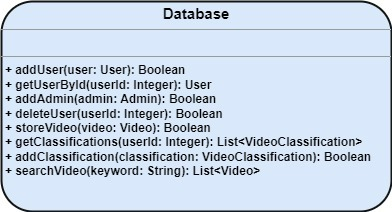 Database
+ addUser(user: User): Boolean
+ getUserById(userId: Integer): User
+ addAdmin(admin: Admin): Boolean
+ deleteUser(userId: Integer): Boolean
+ storeVideo(video: Video): Boolean
+ getClassifications(userId: Integer): List<VideoClassification>
+ addClassification(classification: VideoClassification): Boolean
+ searchVideo(keyword: String): List<Video>